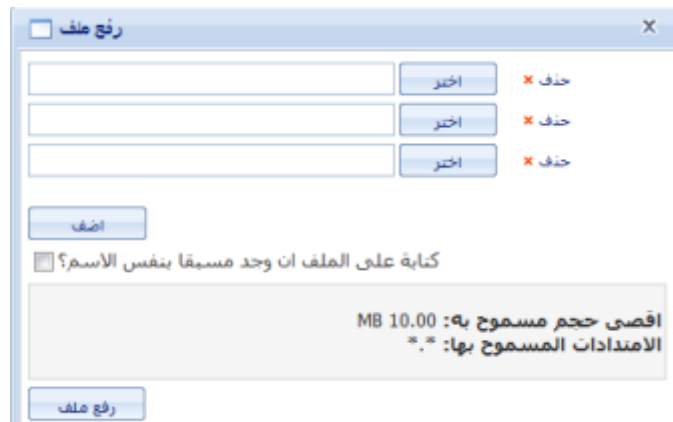 رفع ملف
اختر حذف
اختر حذف
اختر حذف
اضف
كتابة على الملف ان وجد مسبقا بنفس الاسم؟
اقصى حجم مسموح به: 10.00 MB
الامتدادات المسموح بها: *.*
رفع ملف